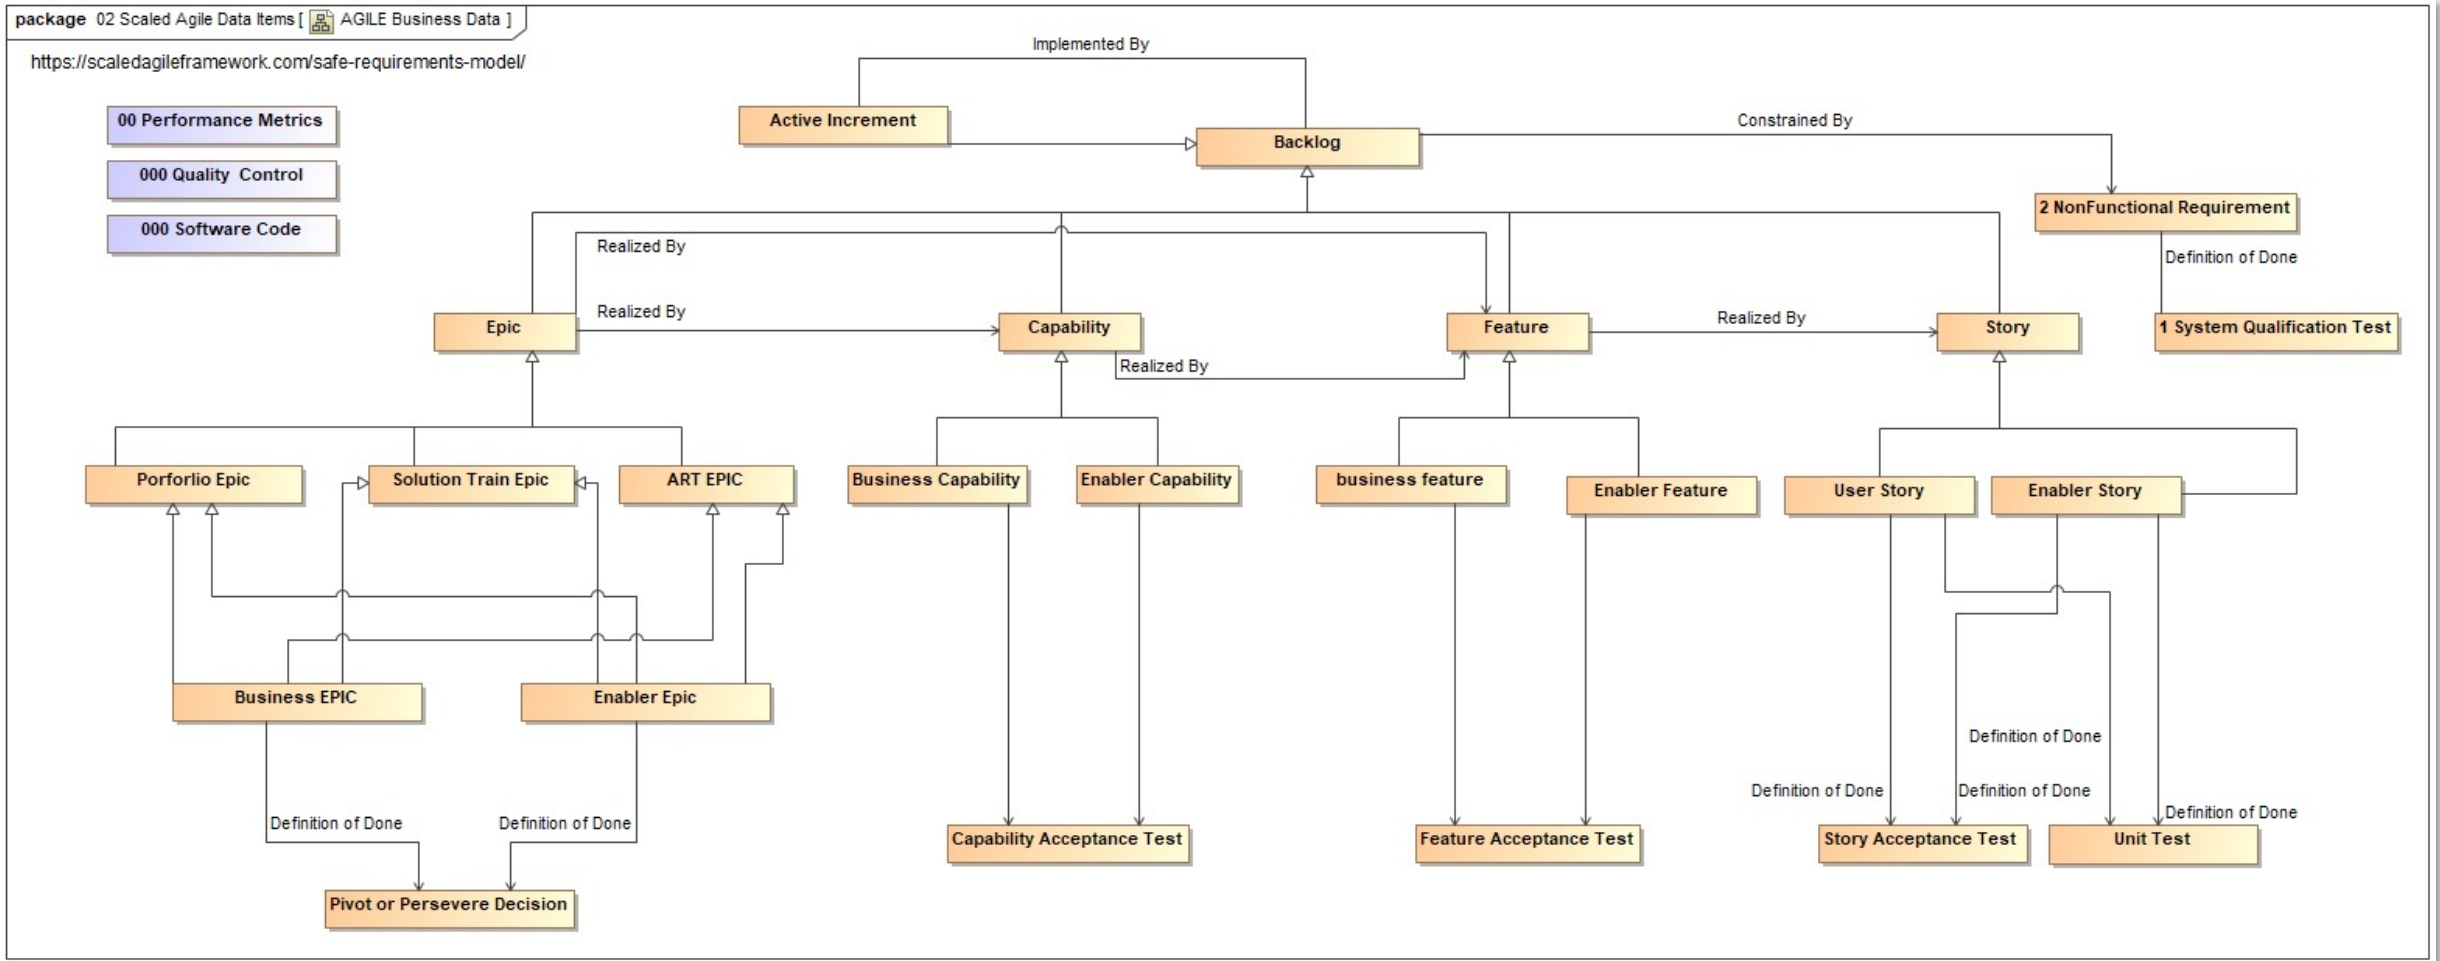 package 02 Scaled Agile Data Items [ AGILE Business Data ]
https://scaledagileframework.com/safe-requirements-model/
Implemented By
00 Performance Metrics
Active Increment
Constrained By
Backlog
000 Quality  Control
2 NonFunctional Requirement
000 Software Code
Realized By
Definition of Done
Realized By
Realized By
Epic
Capability
Feature
Story
1 System Qualification Test
Realized By
Porforlio Epic
Solution Train Epic
ART EPIC
Business Capability
Enabler Capability
business feature
Enabler Feature
User Story
Enabler Story
Business EPIC
Enabler Epic
Definition of Done
Definition of Done
Definition of Done
Definition of Done
Definition of Done
Definition of Done
Capability Acceptance Test
Feature Acceptance Test
Story Acceptance Test
Unit Test
Pivot or Persevere Decision